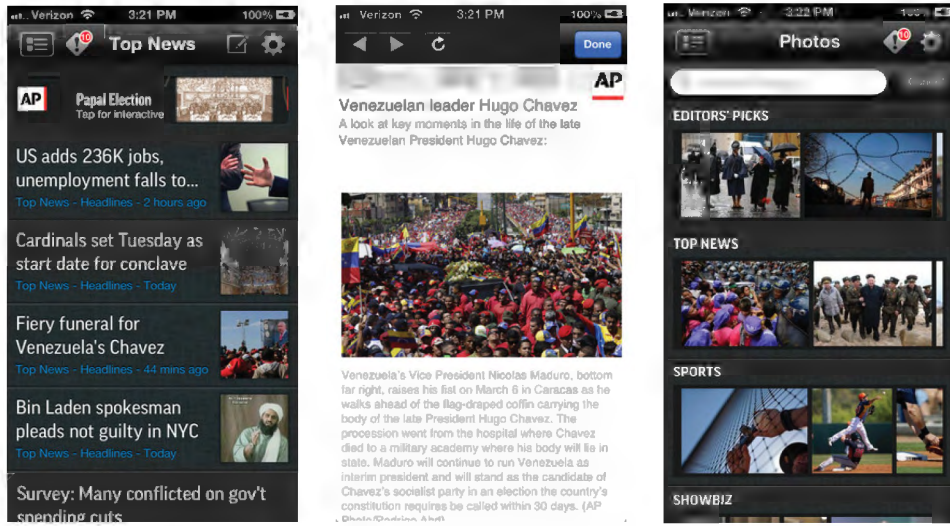 Verizon 3:21 PM 100%
10
Top News
AP
Papal Election
Tap for interactive
US adds 236K jobs,
unemployment falls to...
Top News - Headlines - 2 hours ago
Cardinals set Tuesday as
start date for conclave
Top News - Headlines - Today
Fiery funeral for
Venezuela's Chavez
Top News - Headlines - 44 mins ago
Bin Laden spokesman
pleads not guilty in NYC
Top News - Headlines - Today
Survey: Many conflicted on gov't
spending cuts
Verizon 3:21 PM 100%
Done
AP
Venezuelan leader Hugo Chavez
A look at key moments in the life of the late
Venezuelan President Hugo Chavez:
Venezuela's Vice President Nicolas Maduro, bottom
far right, raises his fist on March 6 in Caracas as he
walks ahead of the flag-draped coffin carrying the
body of the late President Hugo Chavez. The
procession went from the hospital where Chavez
died to a military academy where his body will lie in
state. Maduro will continue to run Venezuela as
interim president and will stand as the candidate of
Chavez's socialist party in an election the country's
constitution requires be called within 30 days. (AP
Photo/Rodrigo Abd)
Verizon 3:22 PM 100%
Photos
10
EDITORS' PICKS
TOP NEWS
SPORTS
SHOWBIZ